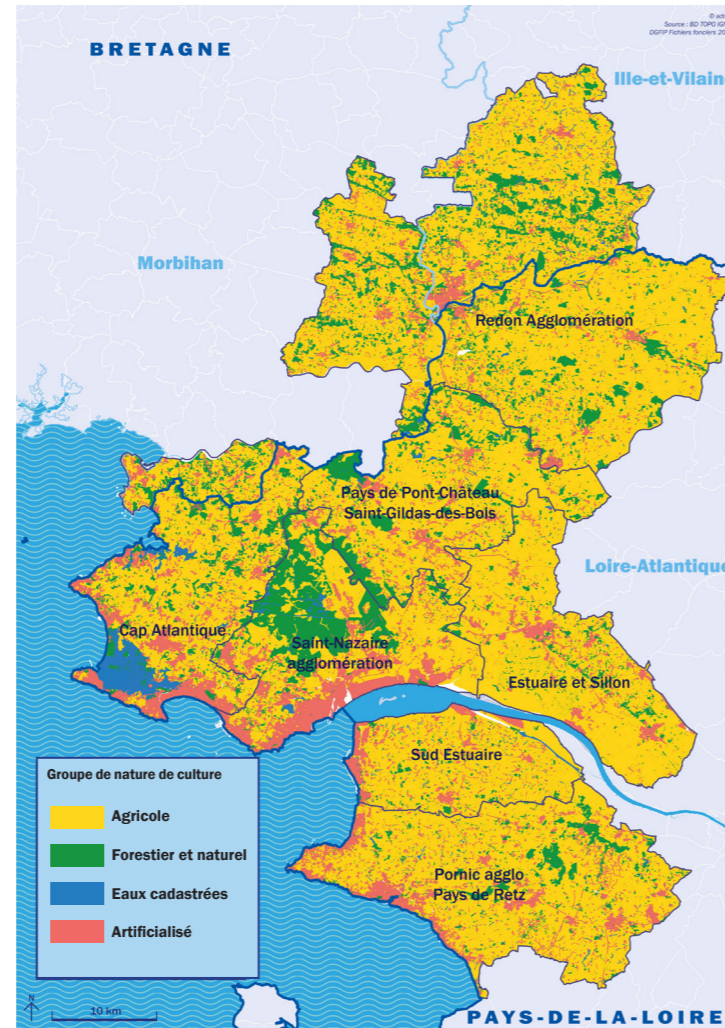 BRETAGNE
Source : BD TOPO IGN
DGFIP Fichiers fonciers 20
Ille-et-Vilain
Morbihan
Redon Agglomération
Pays de Pont-Château
Saint-Gildas-des-Bois
Loire-Atlantique
Cap Atlantique
Saint-Nazaire
agglomération
Estuaire et Sillon
Sud Estuaire
Groupe de nature de culture
Agricole
Forestier et naturel
Eaux cadastrées
Artificialisé
Pornic agglo
Pays de Retz
N
10 km
PAYS-DE-LA-LOIRE